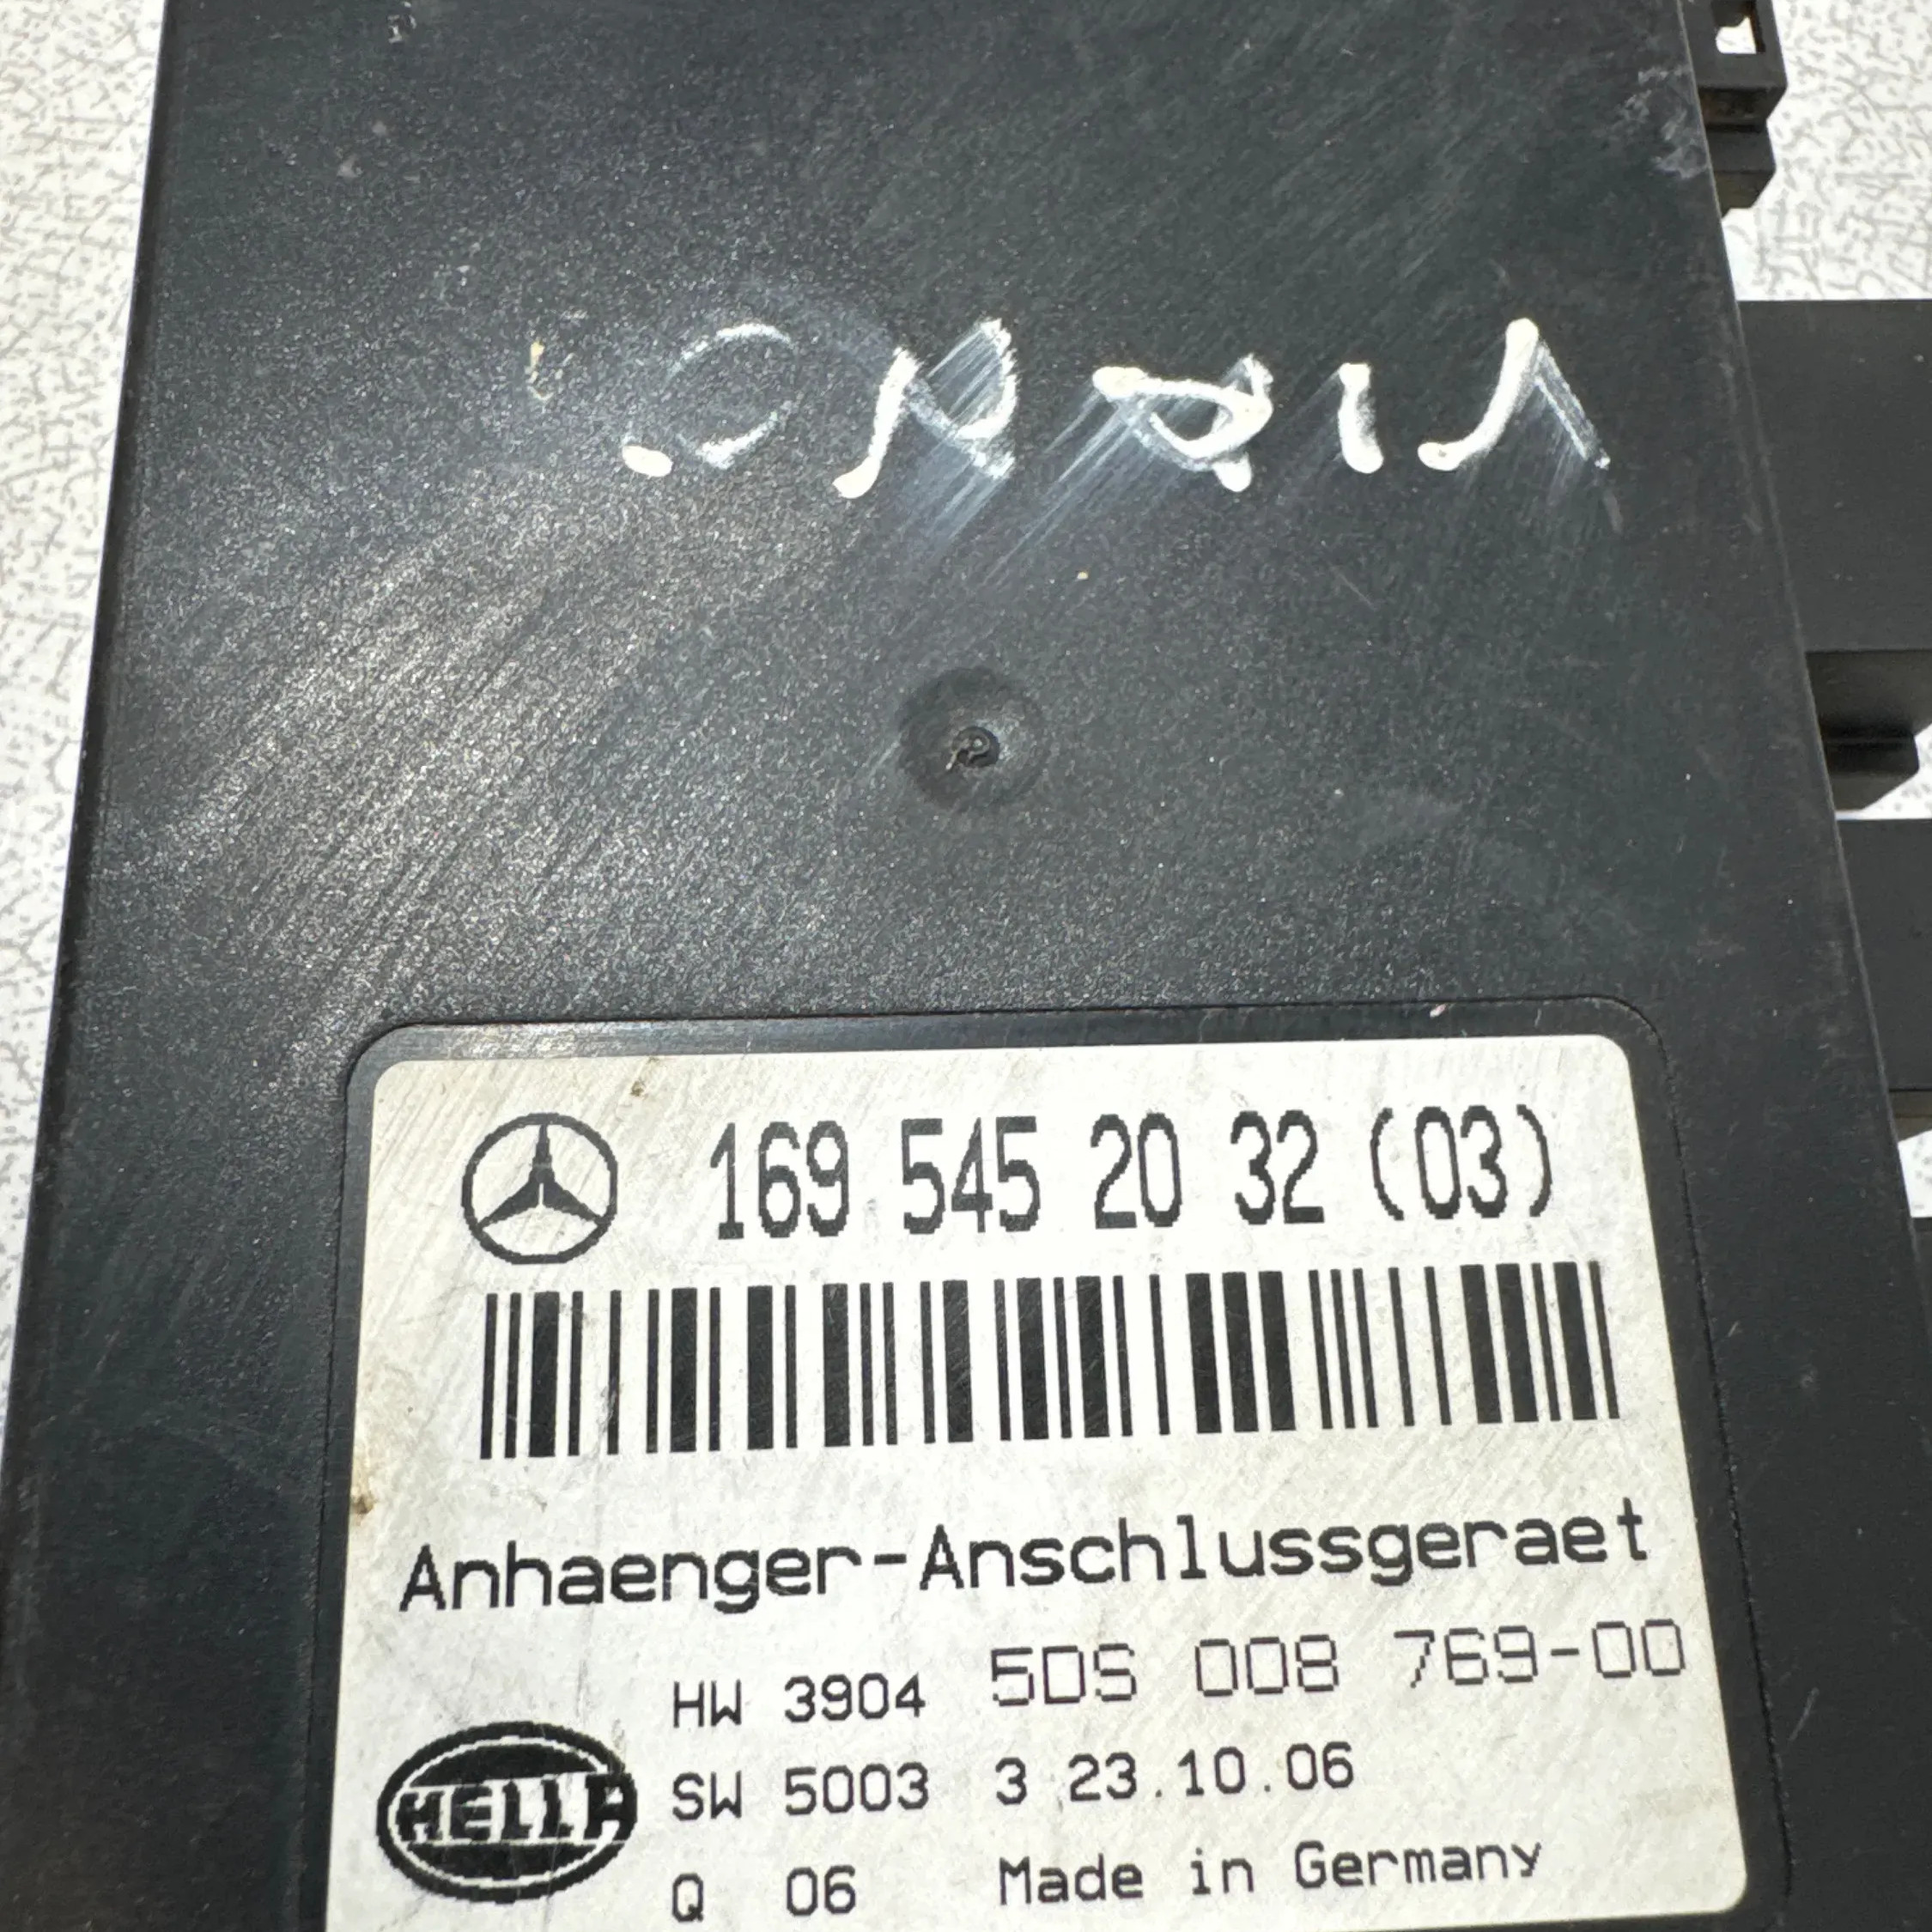 VIANO
169 545 20 32 (03)
Anhaenger-Anschlussgeraet
HW 3904 5DS 008 769-00
HELLA SW 5003 3 23.10.06
Q 06 Made in Germany